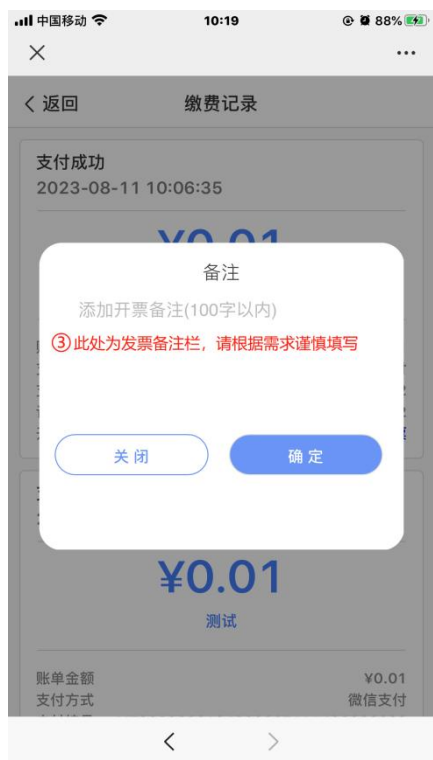 中国移动 10:19 88%
返回 缴费记录
支付成功
2023-08-11 10:06:35
备注
添加开票备注(100字以内)
③此处为发票备注栏，请根据需求谨慎填写
关闭 确定
¥0.01
测试
账单金额 ¥0.01
支付方式 微信支付